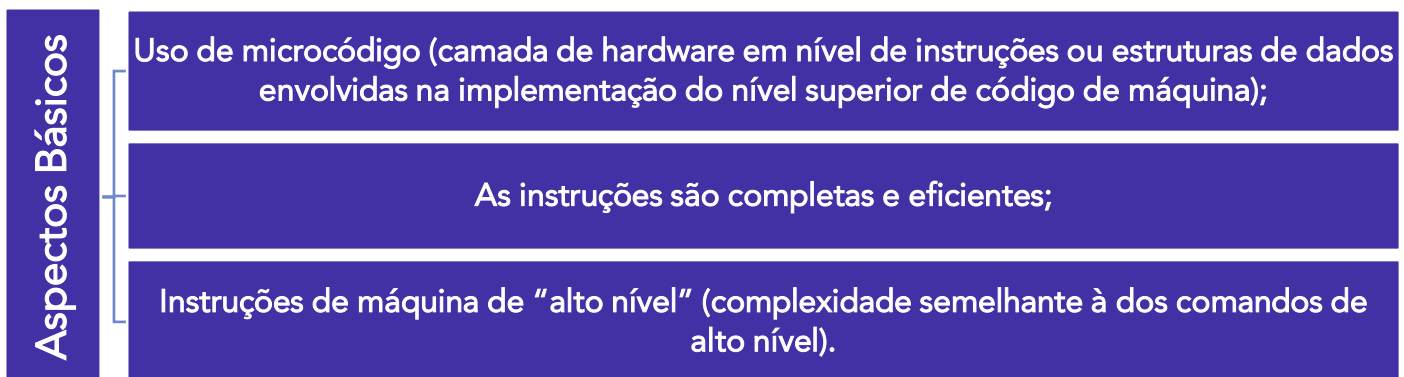 Aspectos Básicos
Uso de microcódigo (camada de hardware em nível de instruções ou estruturas de dados
envolvidas na implementação do nível superior de código de máquina);
As instruções são completas e eficientes;
Instruções de máquina de “alto nível” (complexidade semelhante à dos comandos de
alto nível).